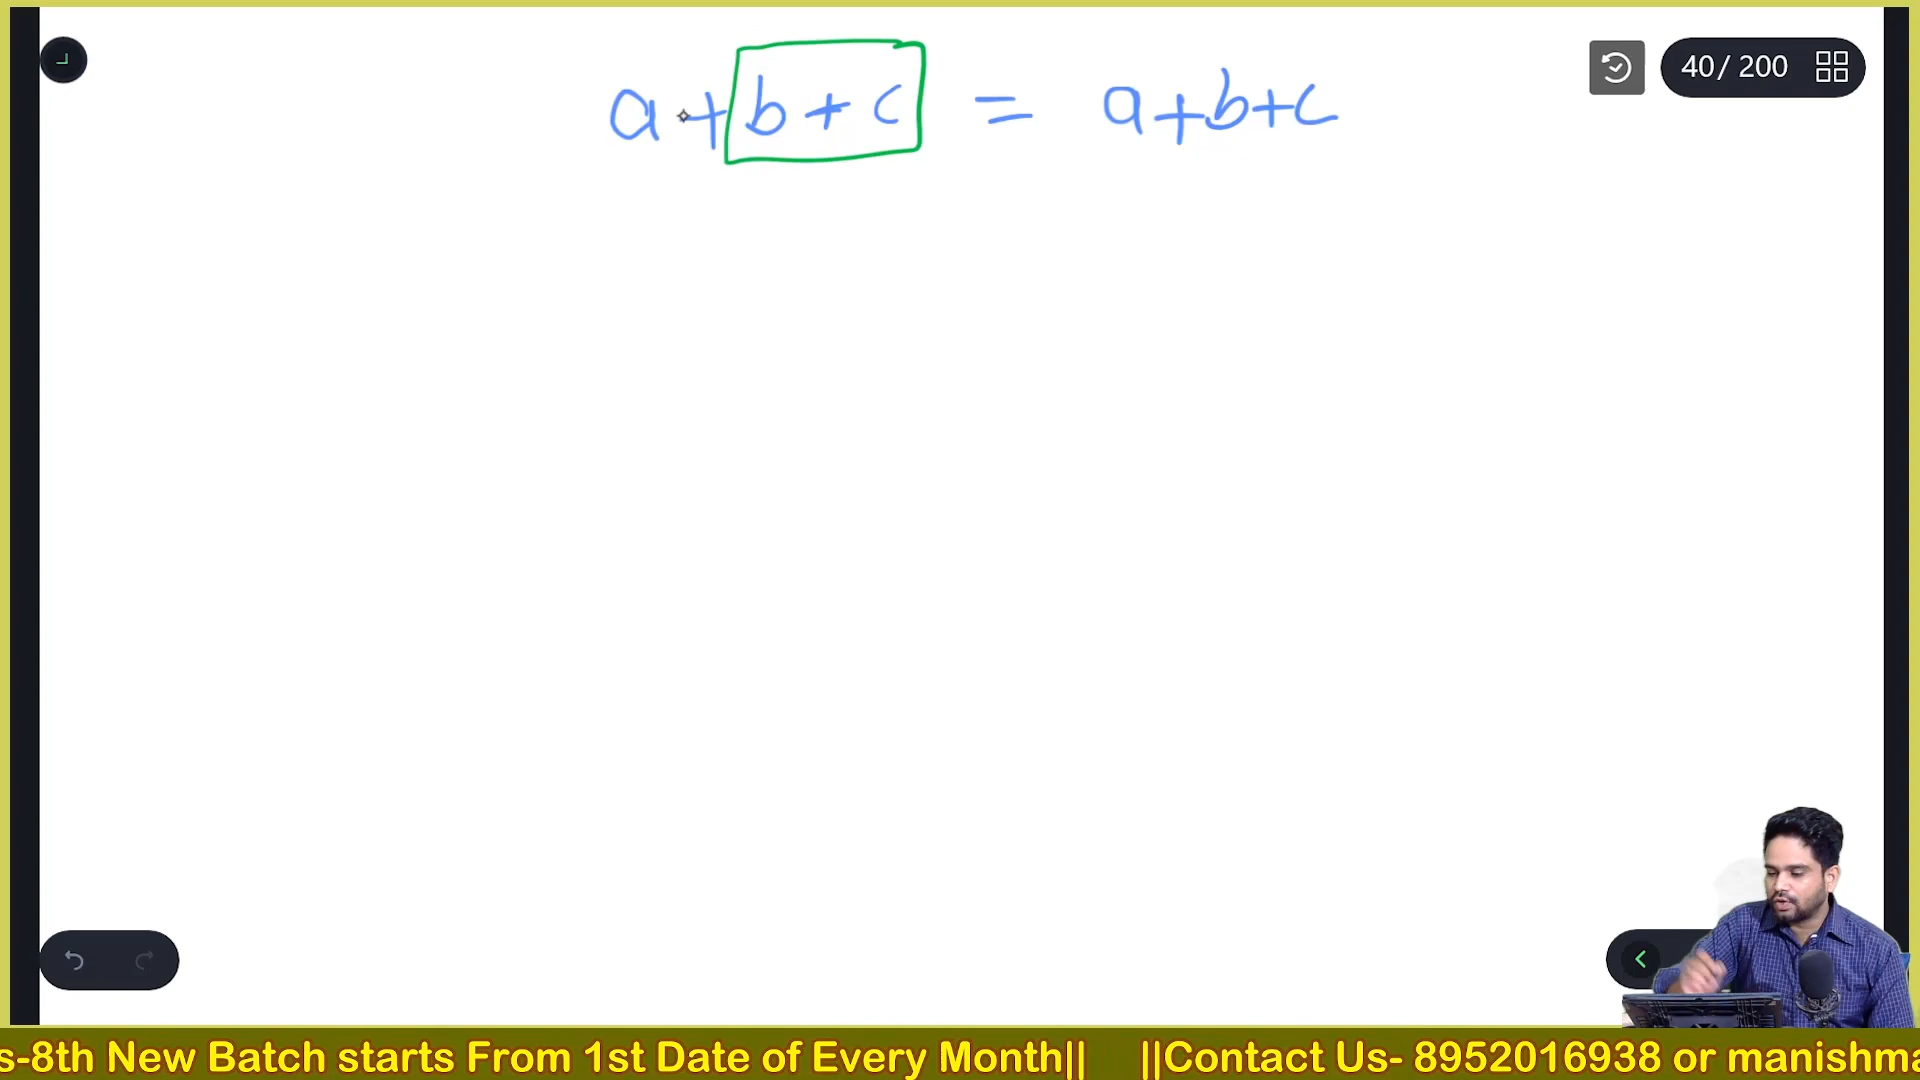 a + b + c = a + b + c
40/ 200
s-8th New Batch starts From 1st Date of Every Month|| ||Contact Us- 8952016938 or manishma